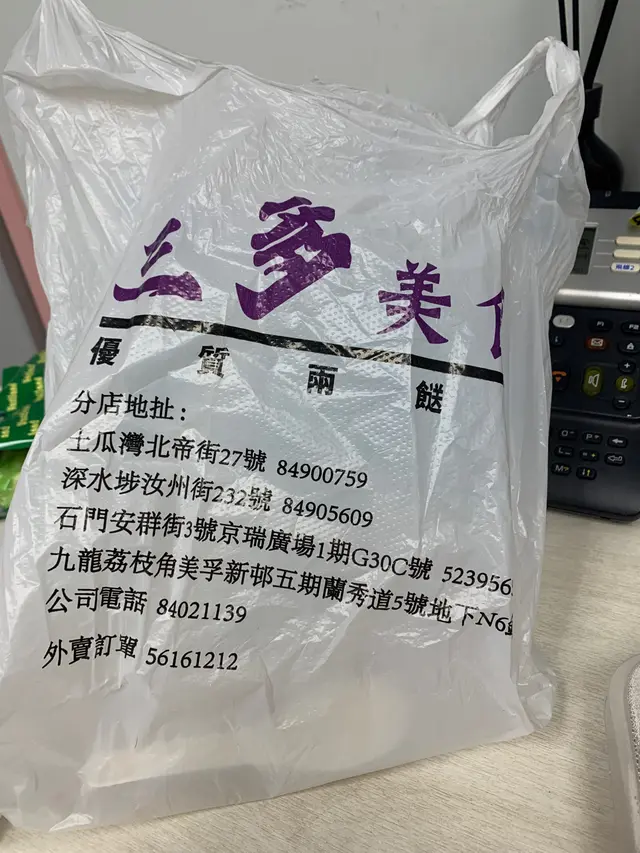 三多美
優質兩餸
分店地扯:
土瓜灣北帝街27號 84900759
深水埗汝州街232號 84905609
石門安群街3號京瑞廣場1期G30C號 523956
九龍荔枝角美孚新邨五期蘭秀道5號地下N6
公司電話 84021139
外賣訂單 56161212